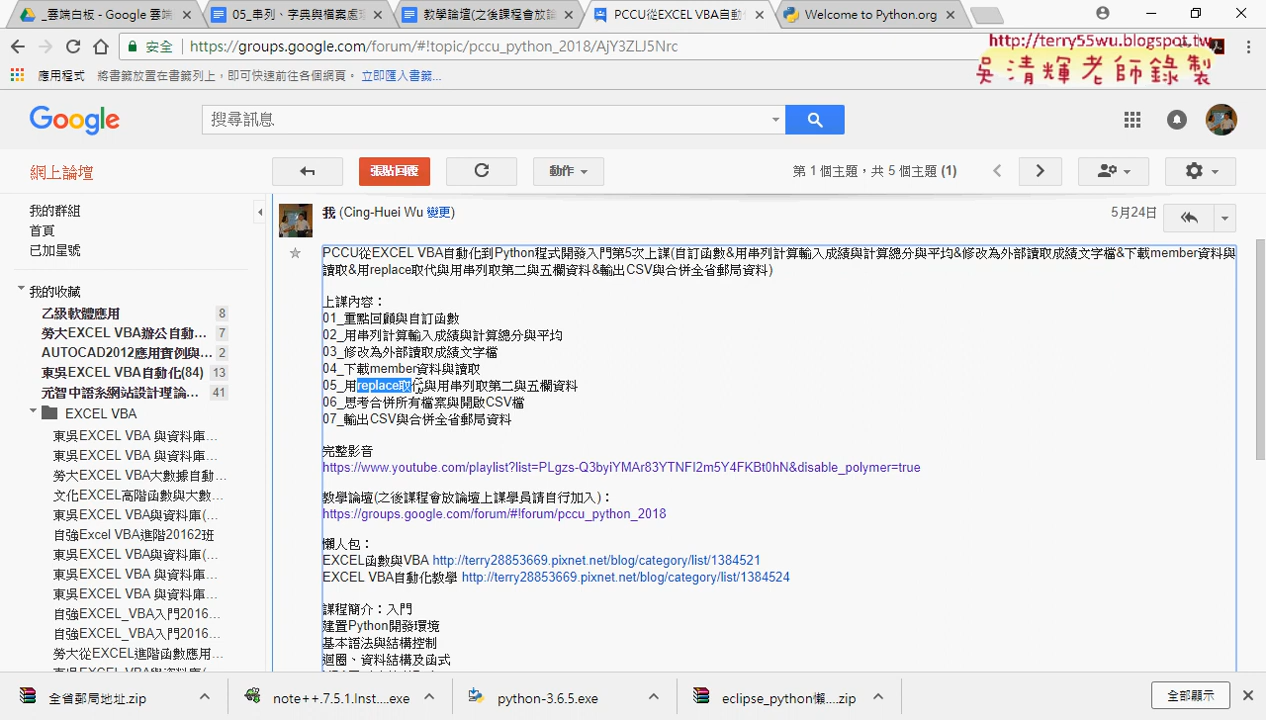 _雲端白板 - Google 雲端
05_串列、字典與檔案處理
教學論壇(之後課程會放論
PCCU從EXCEL VBA自動
Welcome to Python.org
安全
https://groups.google.com/forum/#!topic/pccu_python_2018/AjY3ZLJ5Nrc
http://terry55wu.blogspot.tw
吳清輝老師錄製
應用程式
將書籤放置在書籤列上，即可快速前往各個網頁。
立即匯入書籤...
Google
搜尋訊息
網上論壇
張貼回覆
動作
第 1 個主題，共 5 個主題 (1)
我的群組
首頁
已加星號
我的收藏
乙級軟體應用 8
勞大EXCEL VBA辦公自動... 7
AUTOCAD2012應用實例與... 2
東吳EXCEL VBA自動化(84) 13
元智中語系網站設計理論... 41
EXCEL VBA
東吳EXCEL VBA 與資料庫...
東吳EXCEL VBA 與資料庫...
勞大EXCEL VBA大數據自動...
文化EXCEL高階函數與大數...
東吳EXCEL VBA與資料庫(...
自強Excel VBA進階20162班
東吳EXCEL VBA與資料庫(...
東吳EXCEL VBA 與資料庫...
東吳EXCEL VBA 與資料庫...
自強EXCEL_VBA入門2016...
自強EXCEL_VBA入門2016...
勞大從EXCEL進階函數應用...
我 (Cing-Huei Wu 變更)
5月24日
PCCU從EXCEL VBA自動化到Python程式開發入門第5次上課(自訂函數&用串列計算輸入成績與計算總分與平均&修改為外部讀取成績文字檔&下載member資料與
讀取&用replace取代與用串列取第二與五欄資料&輸出CSV與合併全省郵局資料)
上課內容：
01_重點回顧與自訂函數
02_用串列計算輸入成績與計算總分與平均
03_修改為外部讀取成績文字檔
04_下載member資料與讀取
05_用replace取代與用串列取第二與五欄資料
06_思考合併所有檔案與開啟CSV檔
07_輸出CSV與合併全省郵局資料
完整影音
https://www.youtube.com/playlist?list=PLgzs-Q3byiYMAr83YTNFI2m5Y4FKBt0hN&disable_polymer=true
教學論壇(之後課程會放論壇上課學員請自行加入)：
https://groups.google.com/forum/#!forum/pccu_python_2018
懶人包：
EXCEL函數與VBA http://terry28853669.pixnet.net/blog/category/list/1384521
EXCEL VBA自動化教學 http://terry28853669.pixnet.net/blog/category/list/1384524
課程簡介：入門
建置Python開發環境
基本語法與結構控制
迴圈、資料結構及函式
全省郵局地址.zip
note++.7.5.1.Inst....exe
python-3.6.5.exe
eclipse_python懶....zip
全部顯示